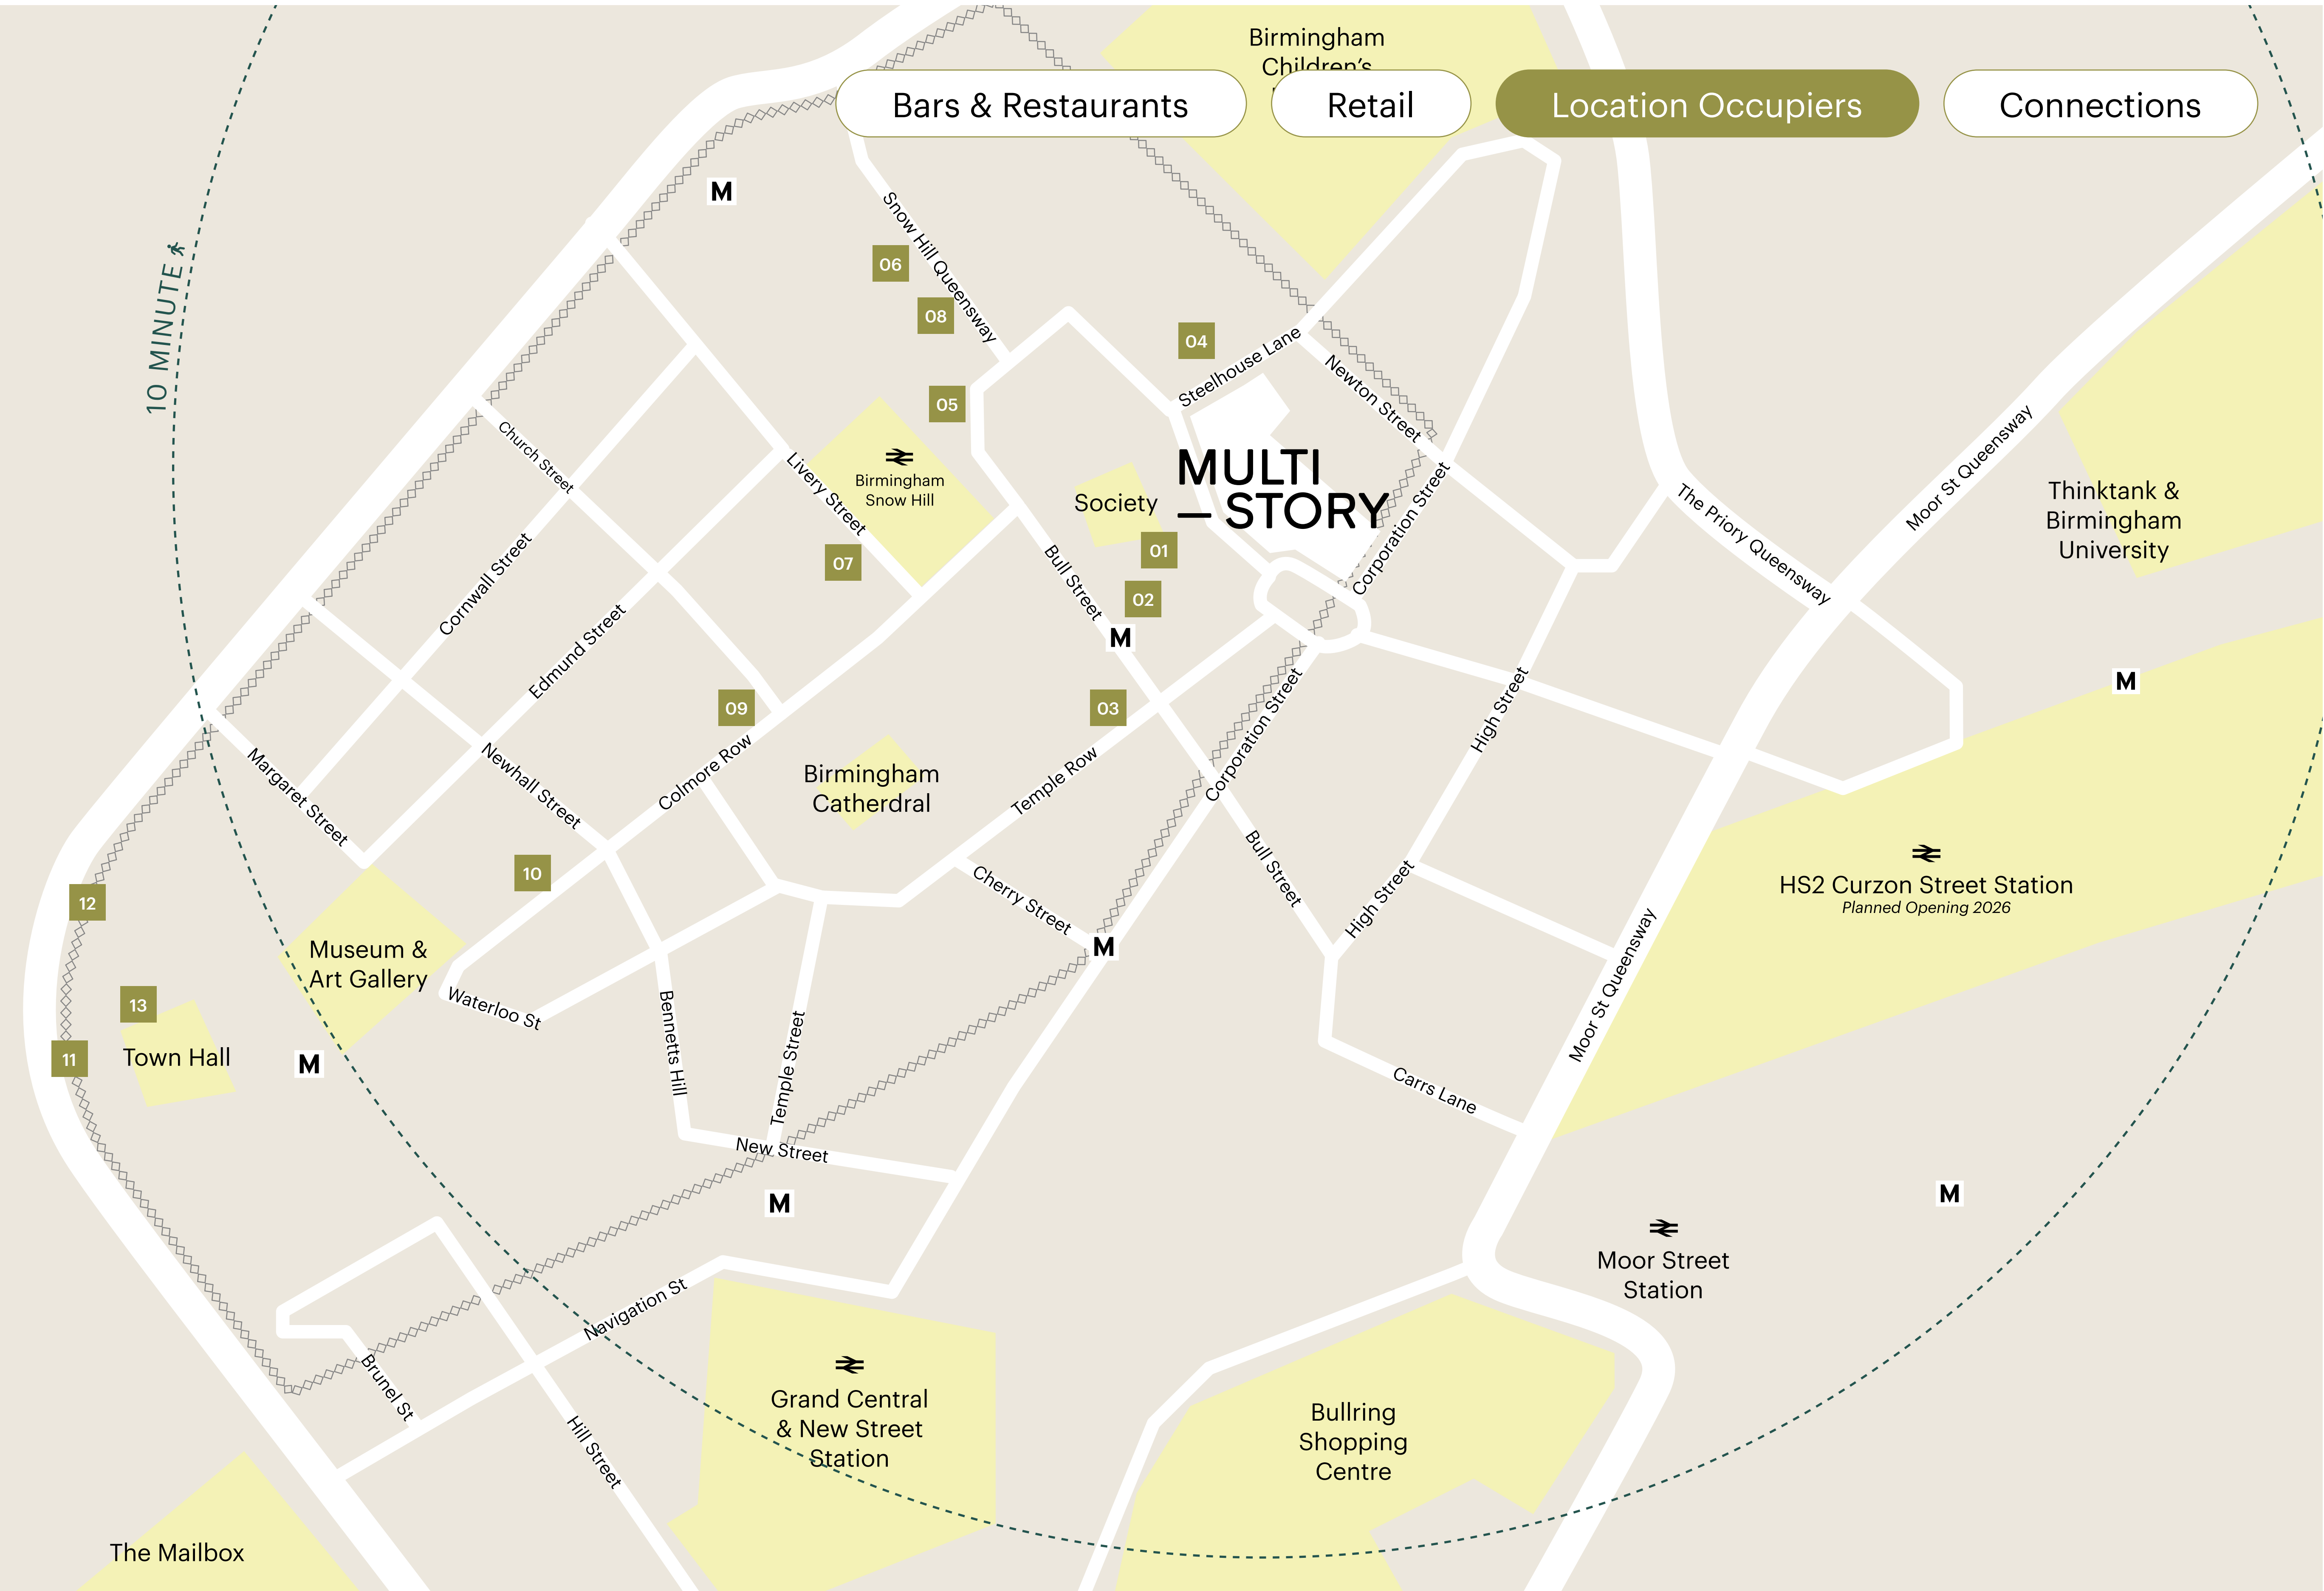 Birmingham
Children's
Bars & Restaurants
Retail
Location Occupiers
Connections
M
10 MINUTE
Snow Hill Queensway
06
08
04
Steelhouse Lane
05
Newton Street
Church Street
Livery Street
Birmingham
Snow Hill
MULTI
— STORY
Society
Corporation Street
Moor St Queensway
The Priory Queensway
Thinktank &
Birmingham
University
01
07
02
Bull Street
M
Cornwall Street
Edmund Street
M
09
03
High Street
Corporation Street
Margaret Street
Newhall Street
Colmore Row
Birmingham
Catherdral
Temple Row
10
Cherry Street
Bull Street
High Street
HS2 Curzon Street Station
Planned Opening 2026
12
Museum &
Art Gallery
M
Waterloo St
13
Town Hall
11
M
Bennetts Hill
Temple Street
Moor St Queensway
Carrs Lane
New Street
M
M
Moor Street
Station
Navigation St
Brunel St
Hill Street
Grand Central
& New Street
Station
Bullring
Shopping
Centre
The Mailbox